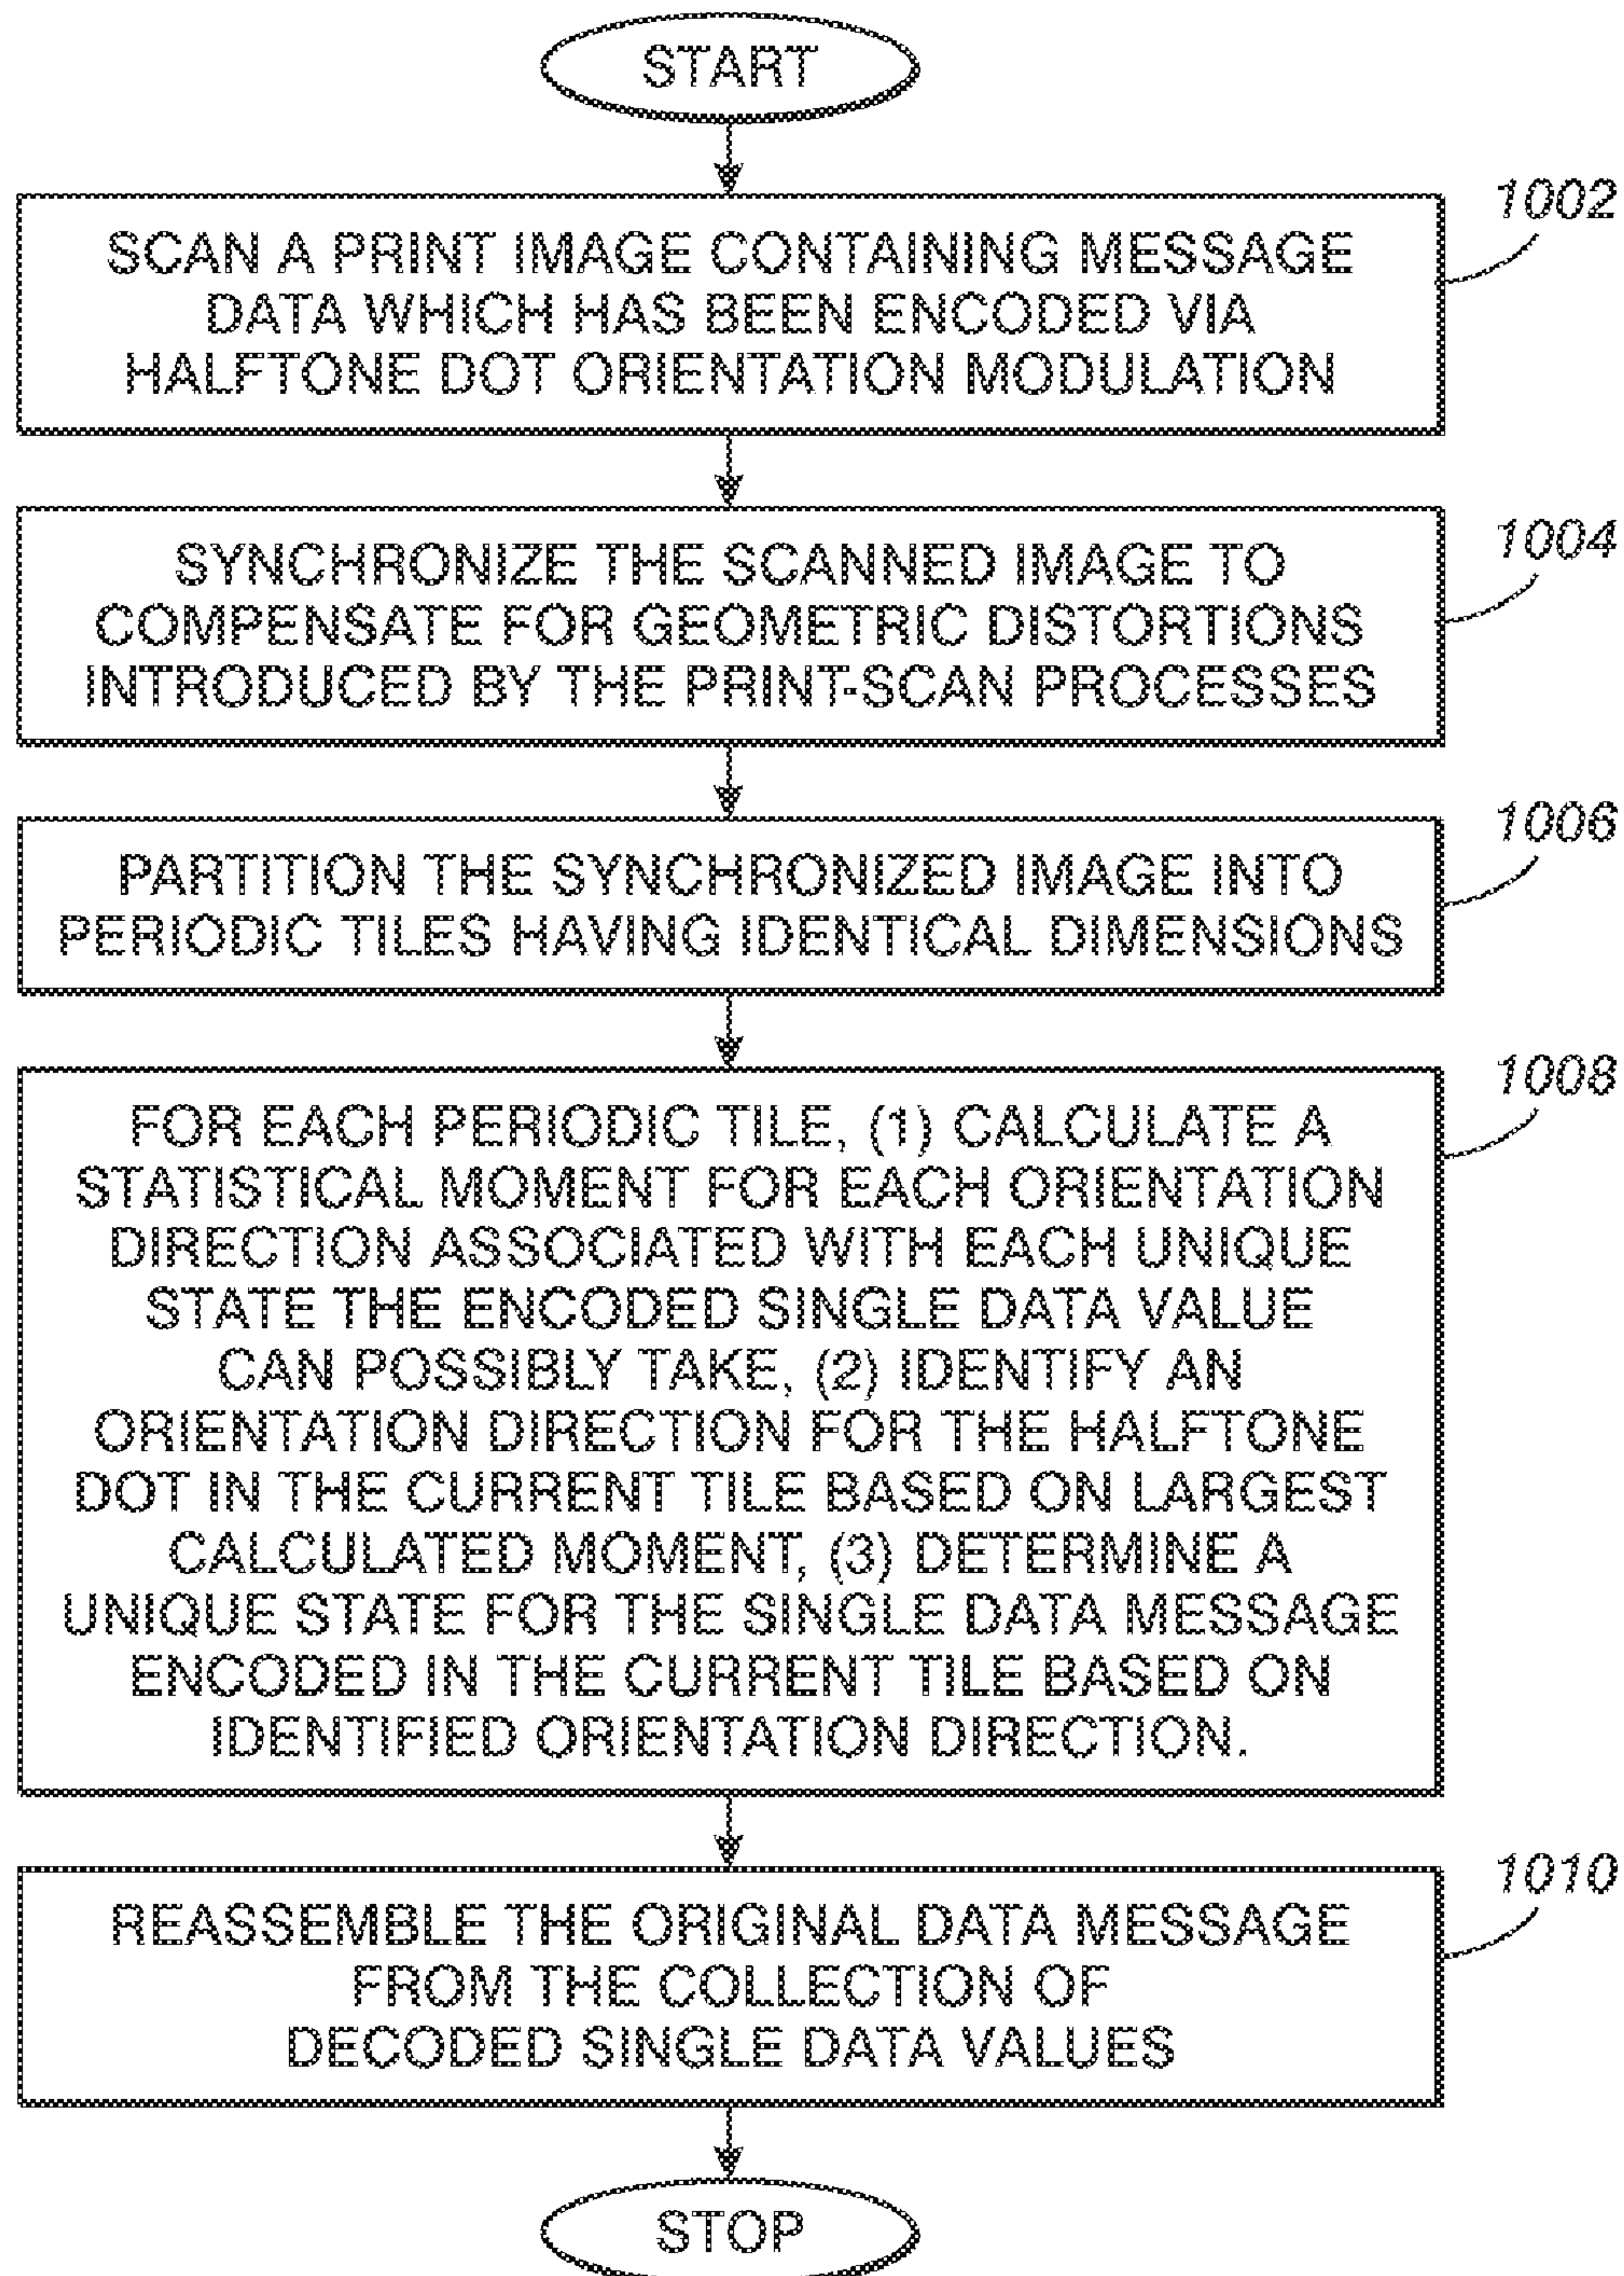 START
1002
SCAN A PRINT IMAGE CONTAINING MESSAGE
DATA WHICH HAS BEEN ENCODED VIA
HALFTONE DOT ORIENTATION MODULATION
1004
SYNCHRONIZE THE SCANNED IMAGE TO
COMPENSATE FOR GEOMETRIC DISTORTIONS
INTRODUCED BY THE PRINT-SCAN PROCESSES
1006
PARTITION THE SYNCHRONIZED IMAGE INTO
PERIODIC TILES HAVING IDENTICAL DIMENSIONS
1008
FOR EACH PERIODIC TILE, (1) CALCULATE A
STATISTICAL MOMENT FOR EACH ORIENTATION
DIRECTION ASSOCIATED WITH EACH UNIQUE
STATE THE ENCODED SINGLE DATA VALUE
CAN POSSIBLY TAKE, (2) IDENTIFY AN
ORIENTATION DIRECTION FOR THE HALFTONE
DOT IN THE CURRENT TILE BASED ON LARGEST
CALCULATED MOMENT, (3) DETERMINE A
UNIQUE STATE FOR THE SINGLE DATA MESSAGE
ENCODED IN THE CURRENT TILE BASED ON
IDENTIFIED ORIENTATION DIRECTION.
1010
REASSEMBLE THE ORIGINAL DATA MESSAGE
FROM THE COLLECTION OF
DECODED SINGLE DATA VALUES
STOP